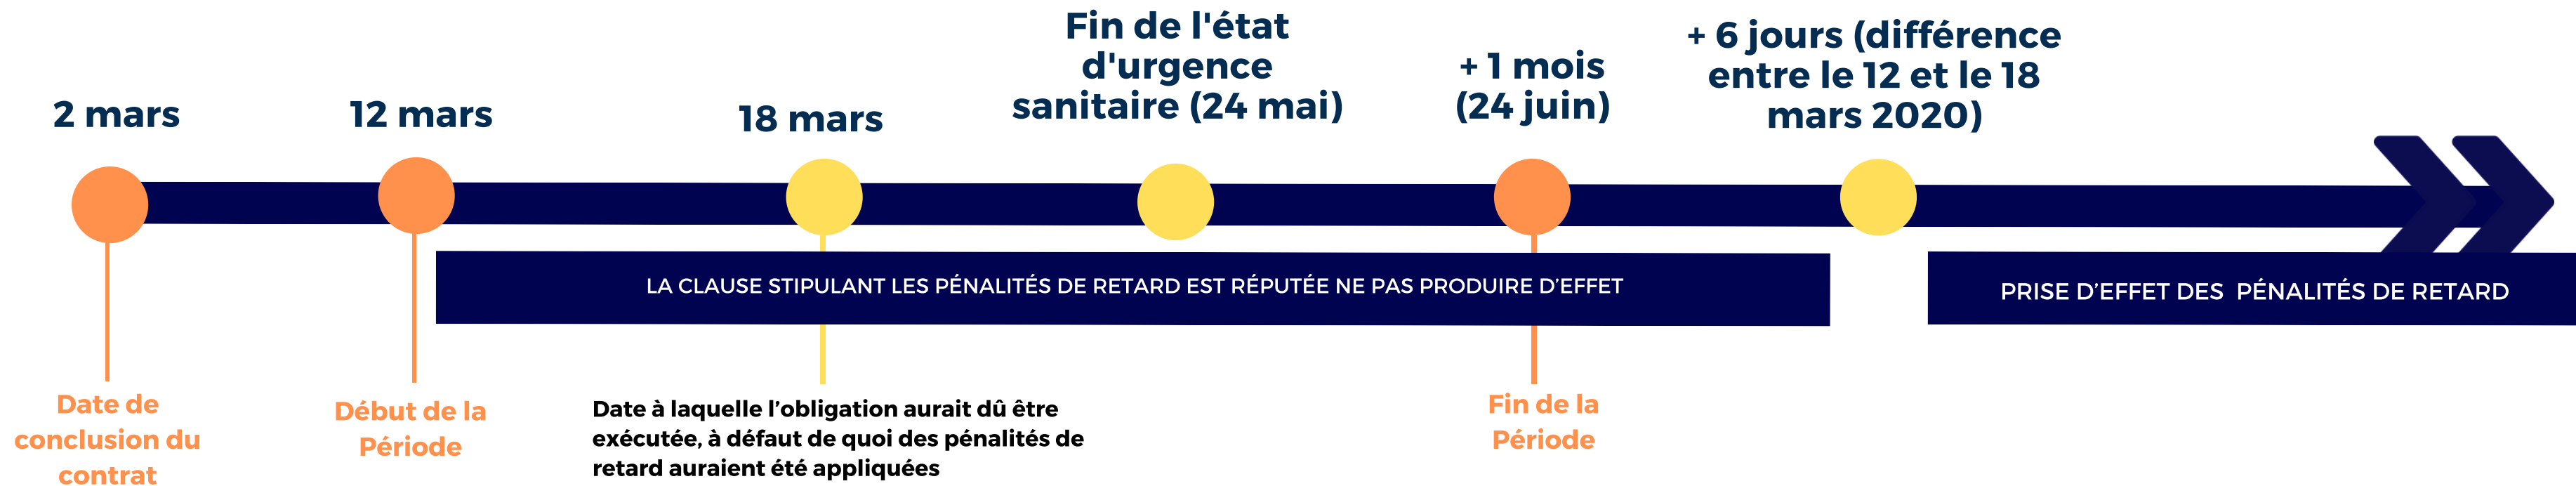 2 mars
12 mars
18 mars
Fin de l'état
d'urgence
sanitaire (24 mai)
+ 1 mois
(24 juin)
+ 6 jours (différence
entre le 12 et le 18
mars 2020)
LA CLAUSE STIPULANT LES PÉNALITÉS DE RETARD EST RÉPUTÉE NE PAS PRODUIRE D’EFFET
PRISE D’EFFET DES PÉNALITÉS DE RETARD
Date de
conclusion du
contrat
Début de la
Période
Date à laquelle l’obligation aurait dû être
exécutée, à défaut de quoi des pénalités de
retard auraient été appliquées
Fin de la
Période